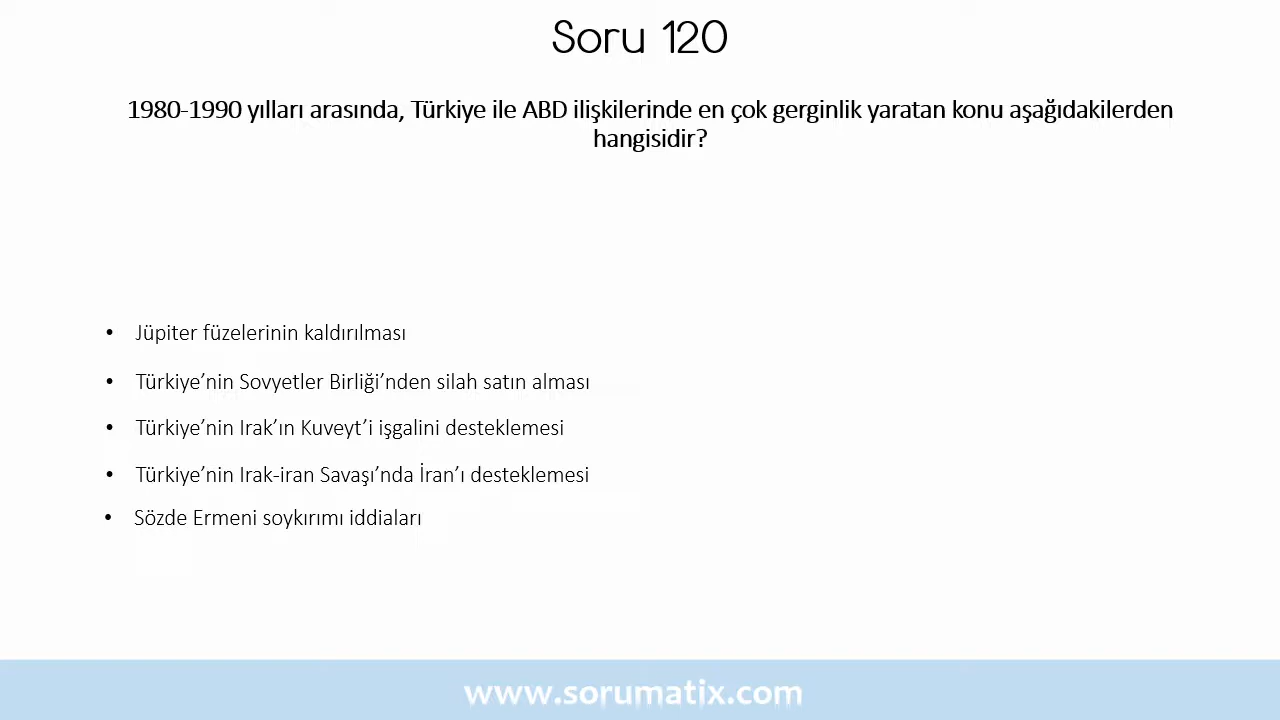 Soru 120
1980-1990 yılları arasında, Türkiye ile ABD ilişkilerinde en çok gerginlik yaratan konu aşağıdakilerden
hangisidir?
• Jüpiter füzelerinin kaldırılması
• Türkiye’nin Sovyetler Birliği’nden silah satın alması
• Türkiye’nin Irak’ın Kuveyt’i işgalini desteklemesi
• Türkiye’nin Irak-iran Savaşı’nda İran’ı desteklemesi
• Sözde Ermeni soykırımı iddiaları
www.sorumatix.com